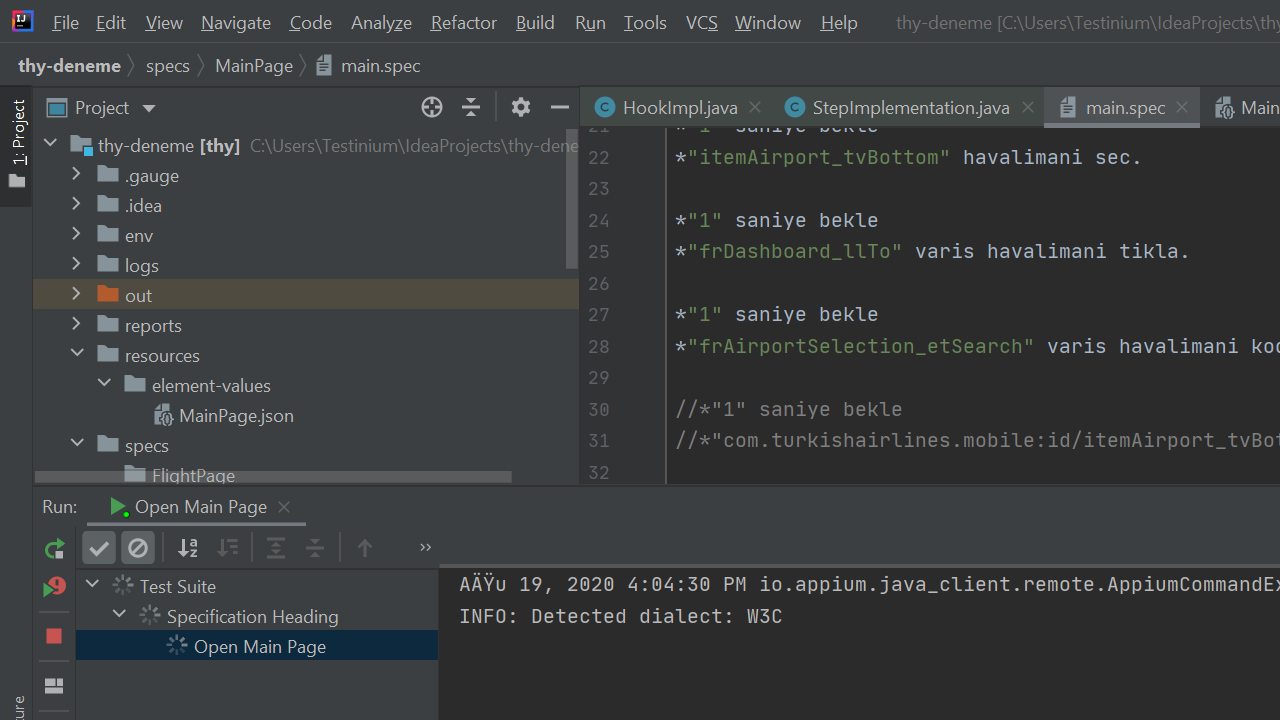 File Edit View Navigate Code Analyze Refactor Build Run Tools VCS Window Help thy-deneme [C:\Users\Testinium\IdeaProjects\thy
thy-deneme specs MainPage main.spec
1: Project
Project
HookImpl.java StepImplementation.java main.spec Main
thy-deneme [thy] C:\Users\Testinium\IdeaProjects\thy-dene
.gauge
.idea
env
logs
out
reports
resources
element-values
MainPage.json
specs
FlightPage
21 *"1" saniye bekle
22 *"itemAirport_tvBottom" havalimani sec.
23
24 *"1" saniye bekle
25 *"frDashboard_llTo" varis havalimani tikla.
26
27 *"1" saniye bekle
28 *"frAirportSelection_etSearch" varis havalimani koc
29
30 //*"1" saniye bekle
31 //*"com.turkishairlines.mobile:id/itemAirport_tvBot
32
Run: Open Main Page
Test Suite
Specification Heading
Open Main Page
AÄŸu 19, 2020 4:04:30 PM io.appium.java_client.remote.AppiumCommandEx
INFO: Detected dialect: W3C